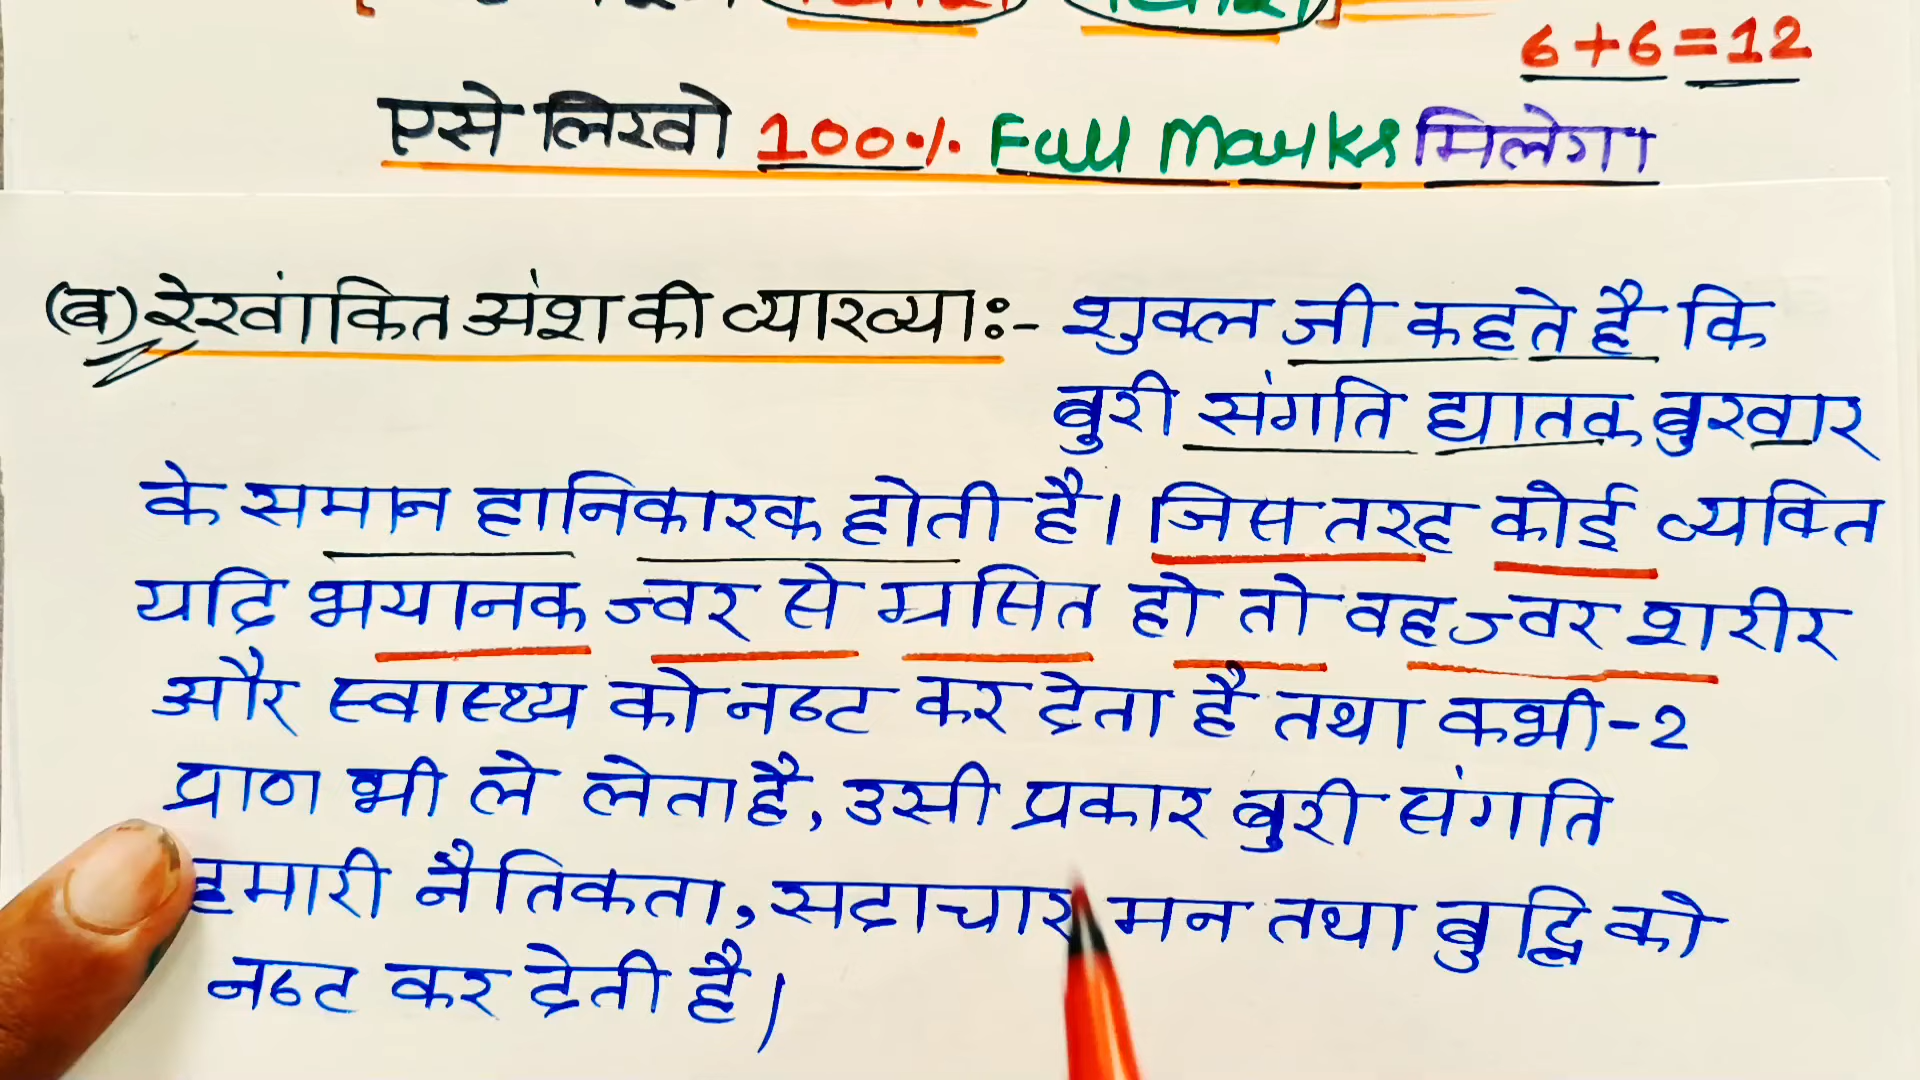 6+6=12
एसे लिखो 100% Full Marks मिलेगा
(ब) रेखांकित अंश की व्याख्याः- शुक्ल जी कहते है कि
बुरी संगति घातक बुखार
के समान हानिकारक होती है। जिस तरह कोई व्यक्ति
यदि भयानक ज्वर से ग्रसित हो तो वह ज्वर शरीर
और स्वास्थ्य को नष्ट कर देता है तथा कभी-2
प्राण भी ले लेता है, उसी प्रकार बुरी संगति
हमारी नैतिकता, सदाचार मन तथा बुद्धि को
नष्ट कर देती है।